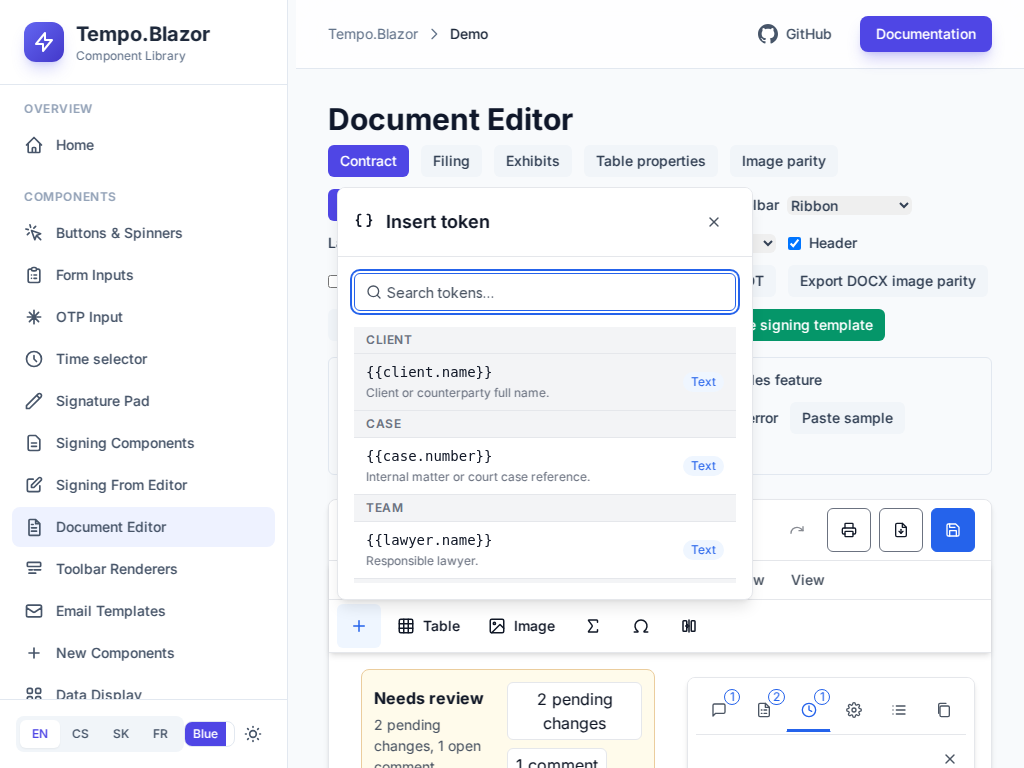 Tempo.Blazor
Component Library
OVERVIEW
Home
COMPONENTS
Buttons & Spinners
Form Inputs
OTP Input
Time selector
Signature Pad
Signing Components
Signing From Editor
Document Editor
Toolbar Renderers
Email Templates
New Components
Data Display
EN
CS
SK
FR
Blue
Tempo.Blazor
Demo
GitHub
Documentation
Document Editor
Contract
Filing
Exhibits
Table properties
Image parity
Ribbon
Header
Export DOCX image parity
signing template
feature
Paste sample
Insert token
Search tokens...
CLIENT
{{client.name}}
Client or counterparty full name.
Text
CASE
{{case.number}}
Internal matter or court case reference.
Text
TEAM
{{lawyer.name}}
Responsible lawyer.
Text
View
Table
Image
Needs review
2 pending
changes, 1 open
comment
2 pending
changes
1 comment
1
2
1